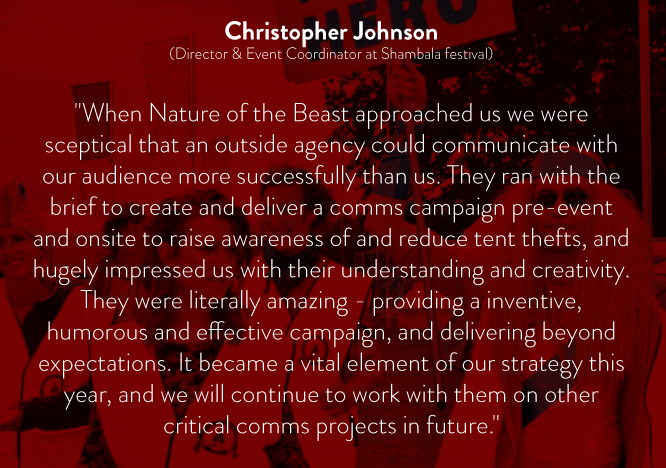 HERO
Christopher Johnson
(Director & Event Coordinator at Shambala festival)
"When Nature of the Beast approached us we were
sceptical that an outside agency could communicate with
our audience more successfully than us. They ran with the
brief to create and deliver a comms campaign pre-event
and onsite to raise awareness of and reduce tent thefts, and
hugely impressed us with their understanding and creativity.
They were literally amazing - providing a inventive,
humorous and effective campaign, and delivering beyond
expectations. It became a vital element of our strategy this
year, and we will continue to work with them on other
critical comms projects in future."